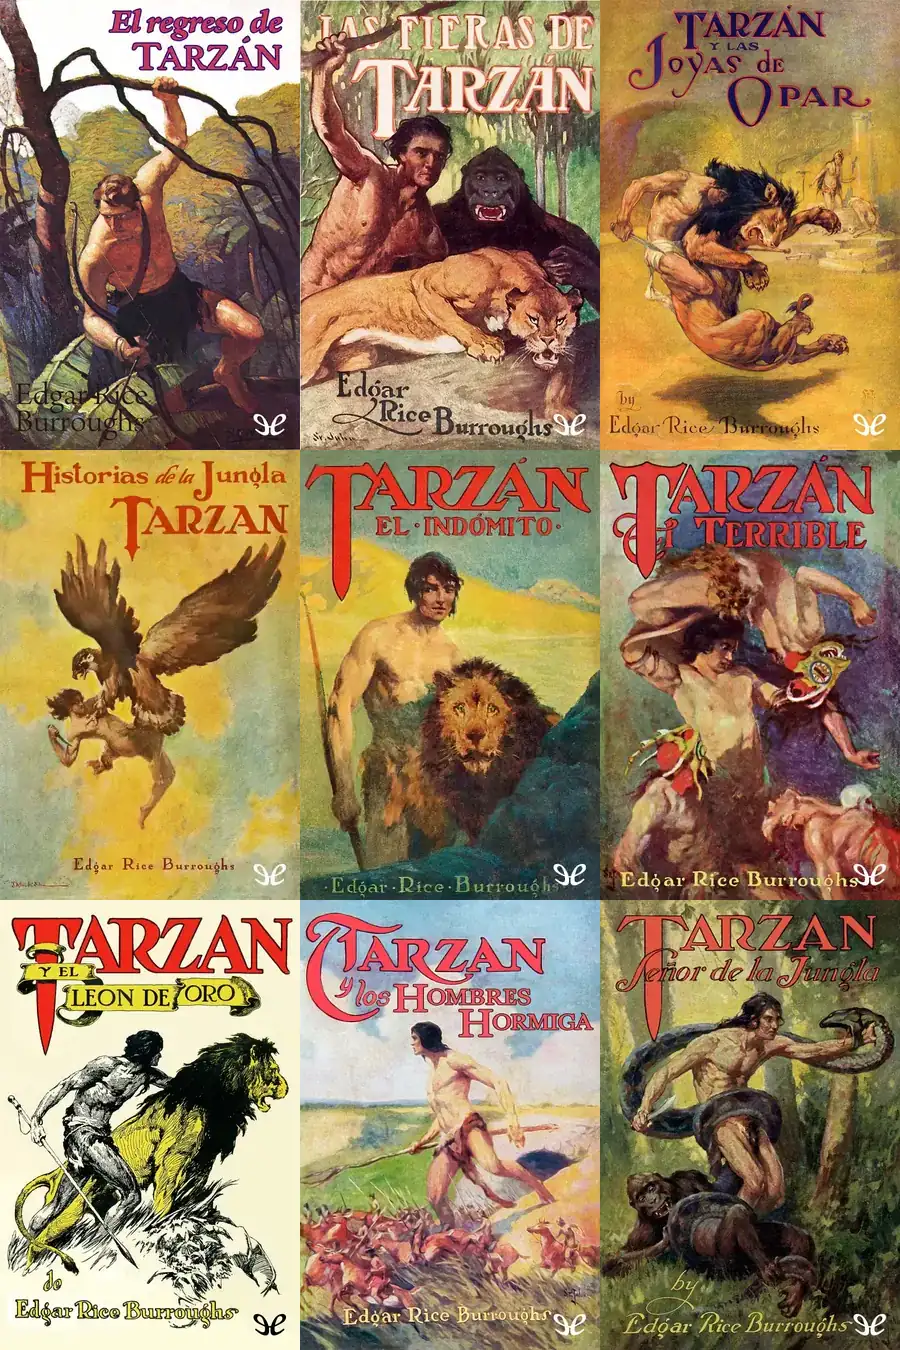 El regreso de
TARZÁN
Edgar Rice
Burroughs
LAS FIERAS DE
TARZÁN
Edgar
Rice Burroughs
St. John
TARZÁN
Y LAS
JOYAS DE
OPAR
by
Edgar Rice Burroughs
Historias de la Jungla
TARZAN
Edgar Rice Burroughs
TARZÁN
EL·INDÓMITO·
·Edgar·Rice·Burroughs
TARZÁN
El TERRIBLE
Edgar Rice Burroughs
TARZAN
Y EL
LEON DE ORO
de
Edgar Rice Burroughs
TARZAN
y los HOMBRES
HORMIGA
Edgar Rice Burroughs
TARZAN
Señor de la Jungla
by
Edgar Rice Burroughs